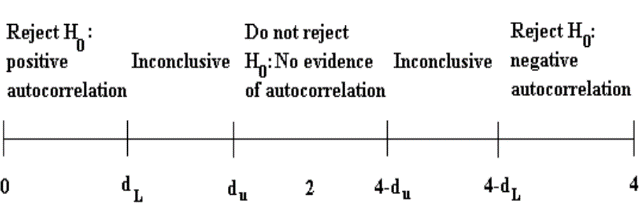 Reject H0: positive autocorrelation
Inconclusive
Do not reject H0: No evidence of autocorrelation
Inconclusive
Reject H0: negative autocorrelation
0 dL du 2 4-du 4-dL 4